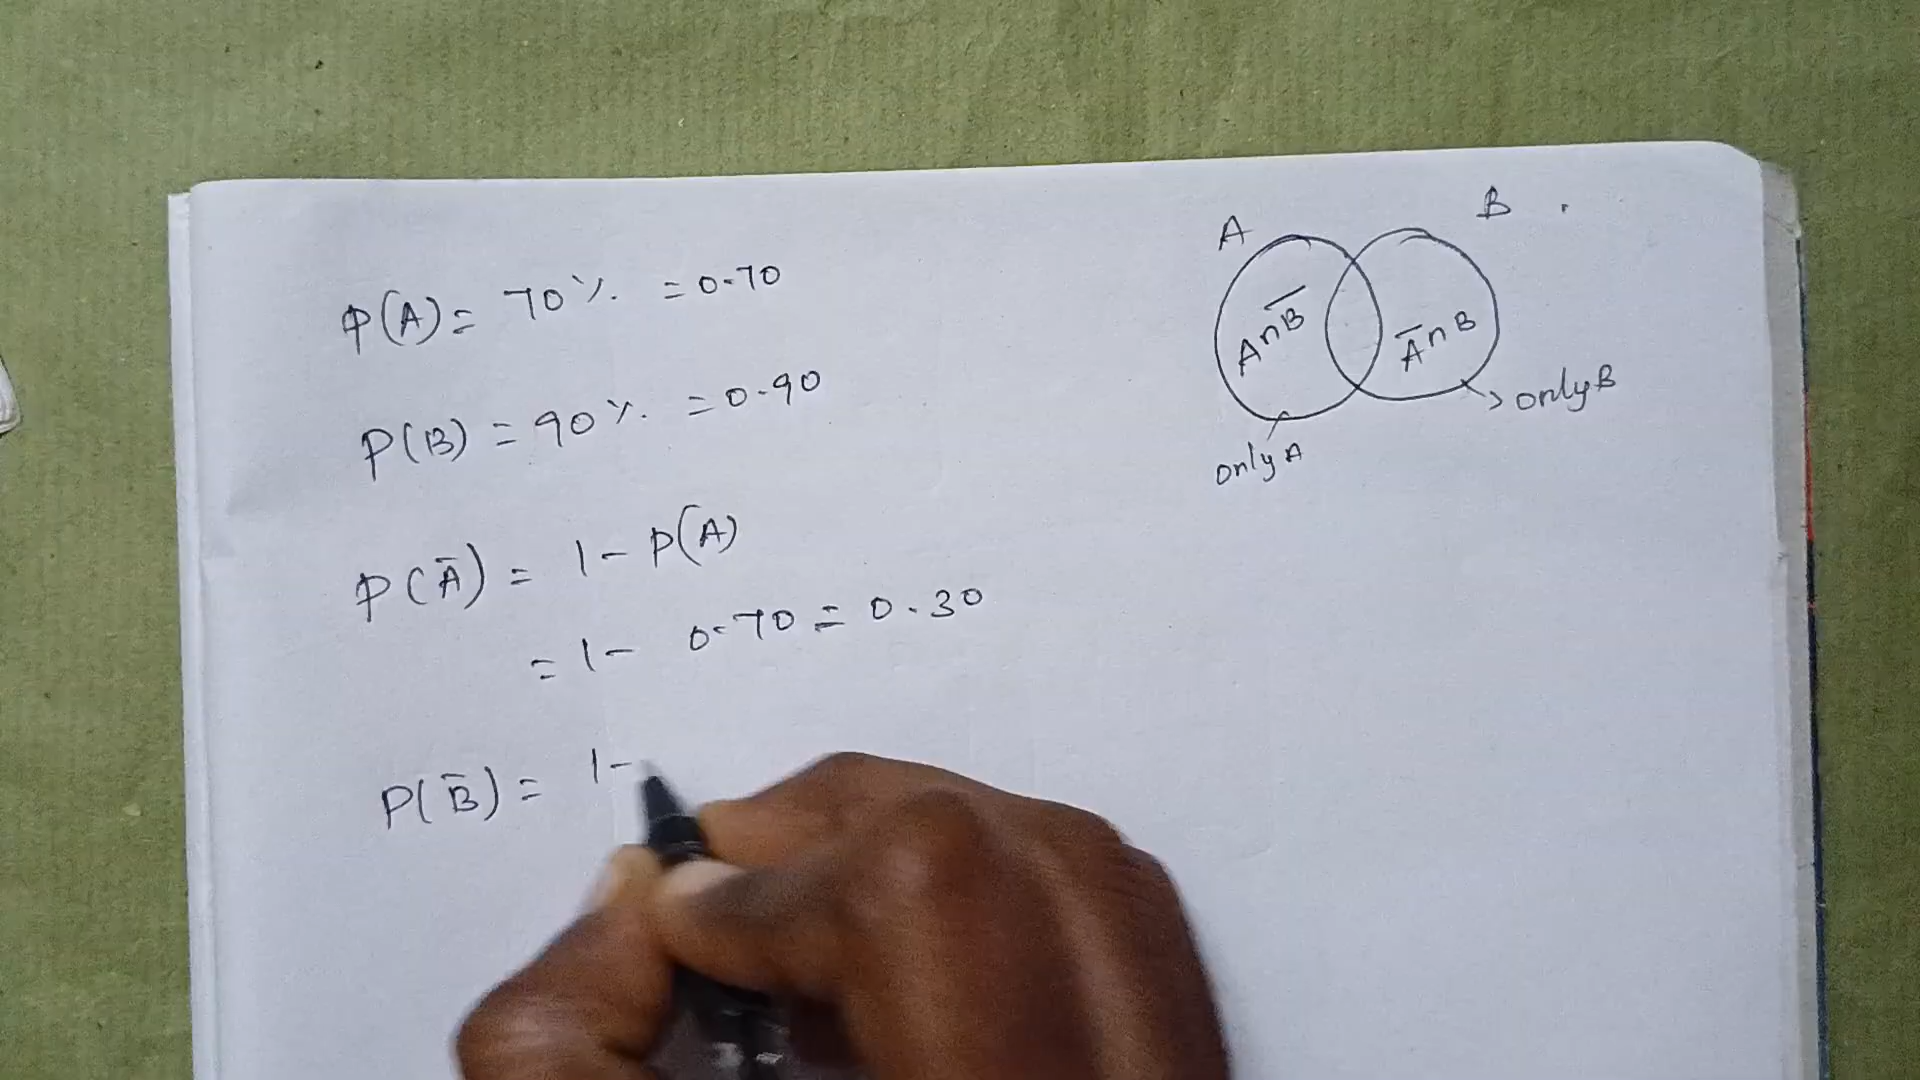 P(A) = 70% = 0.70
P(B) = 90% = 0.90
P(Ā) = 1 - P(A)
= 1 - 0.70 = 0.30
P(B̄) = 1 -
A
B
A∩B̄
Ā∩B
only A
only B